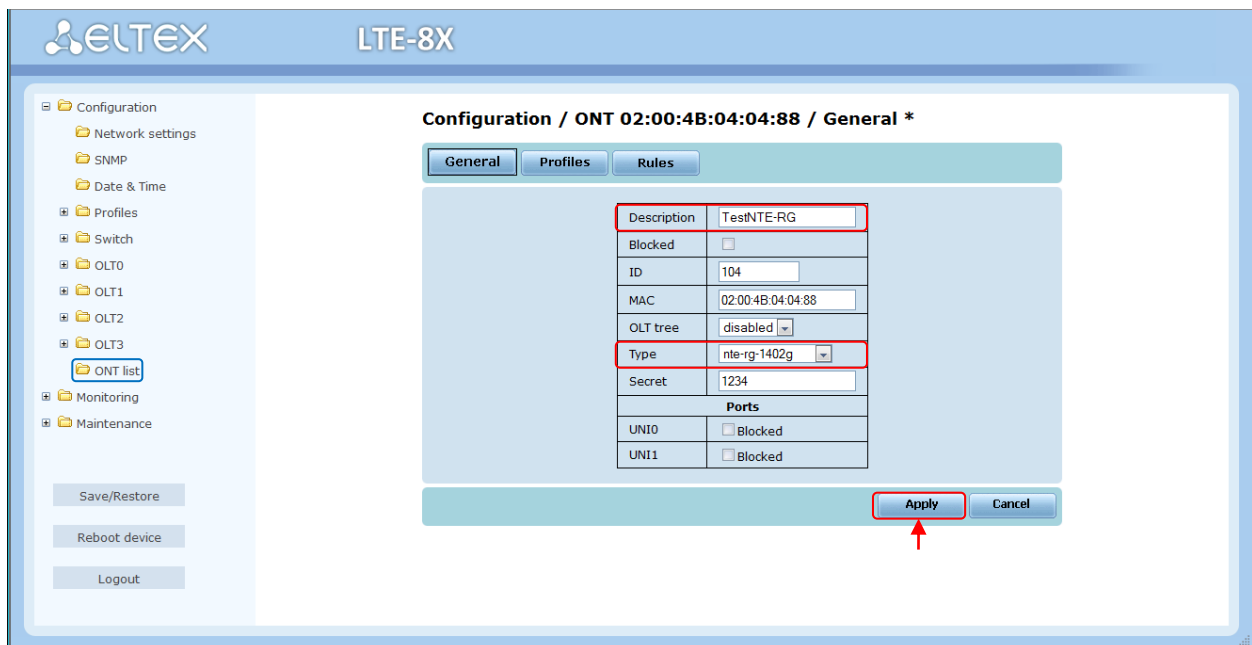 ELTEX LTE-8X
Configuration
Network settings
SNMP
Date & Time
Profiles
Switch
OLT0
OLT1
OLT2
OLT3
ONT list
Monitoring
Maintenance
Save/Restore
Reboot device
Logout
Configuration / ONT 02:00:4B:04:04:88 / General *
General Profiles Rules
Description TestNTE-RG
Blocked
ID 104
MAC 02:00:4B:04:04:88
OLT tree disabled
Type nte-rg-1402g
Secret 1234
Ports
UNI0 Blocked
UNI1 Blocked
Apply Cancel